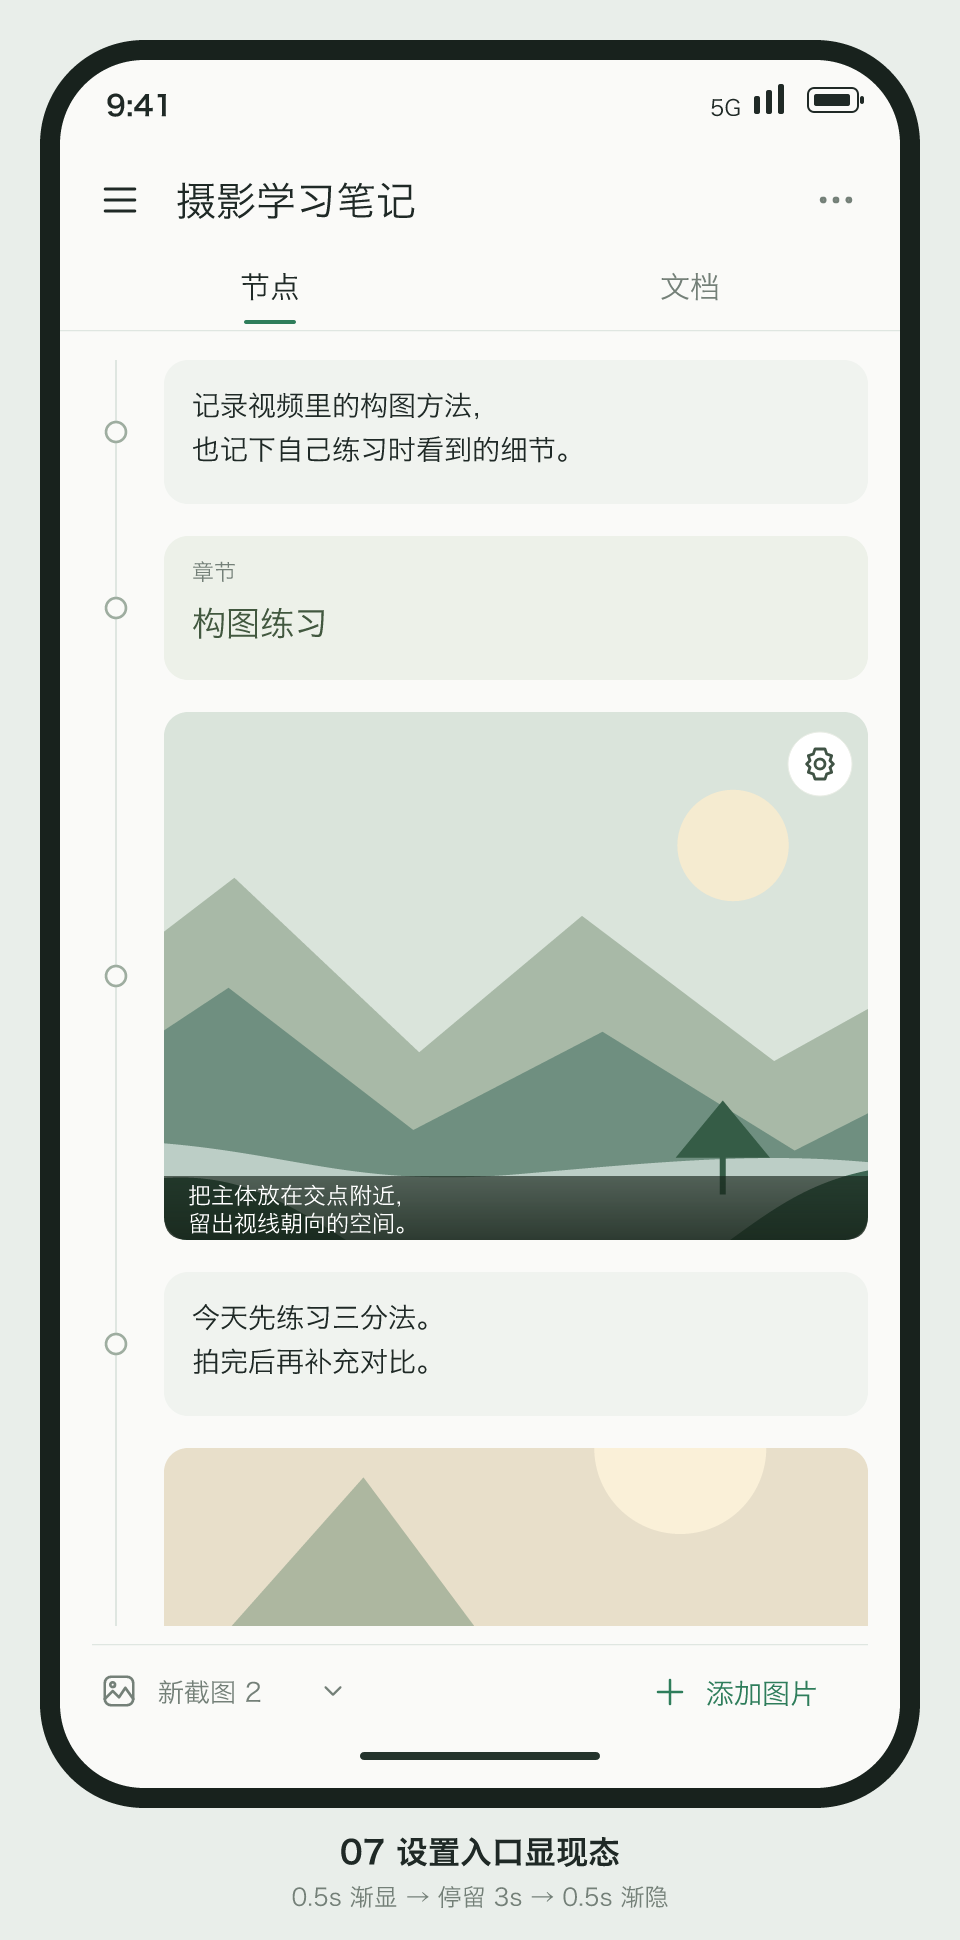 9:41
5G
摄影学习笔记
节点
文档
记录视频里的构图方法，
也记下自己练习时看到的细节。
章节
构图练习
把主体放在交点附近，
留出视线朝向的空间。
今天先练习三分法。
拍完后再补充对比。
新截图 2
添加图片
07 设置入口显现态
0.5s 渐显 → 停留 3s → 0.5s 渐隐